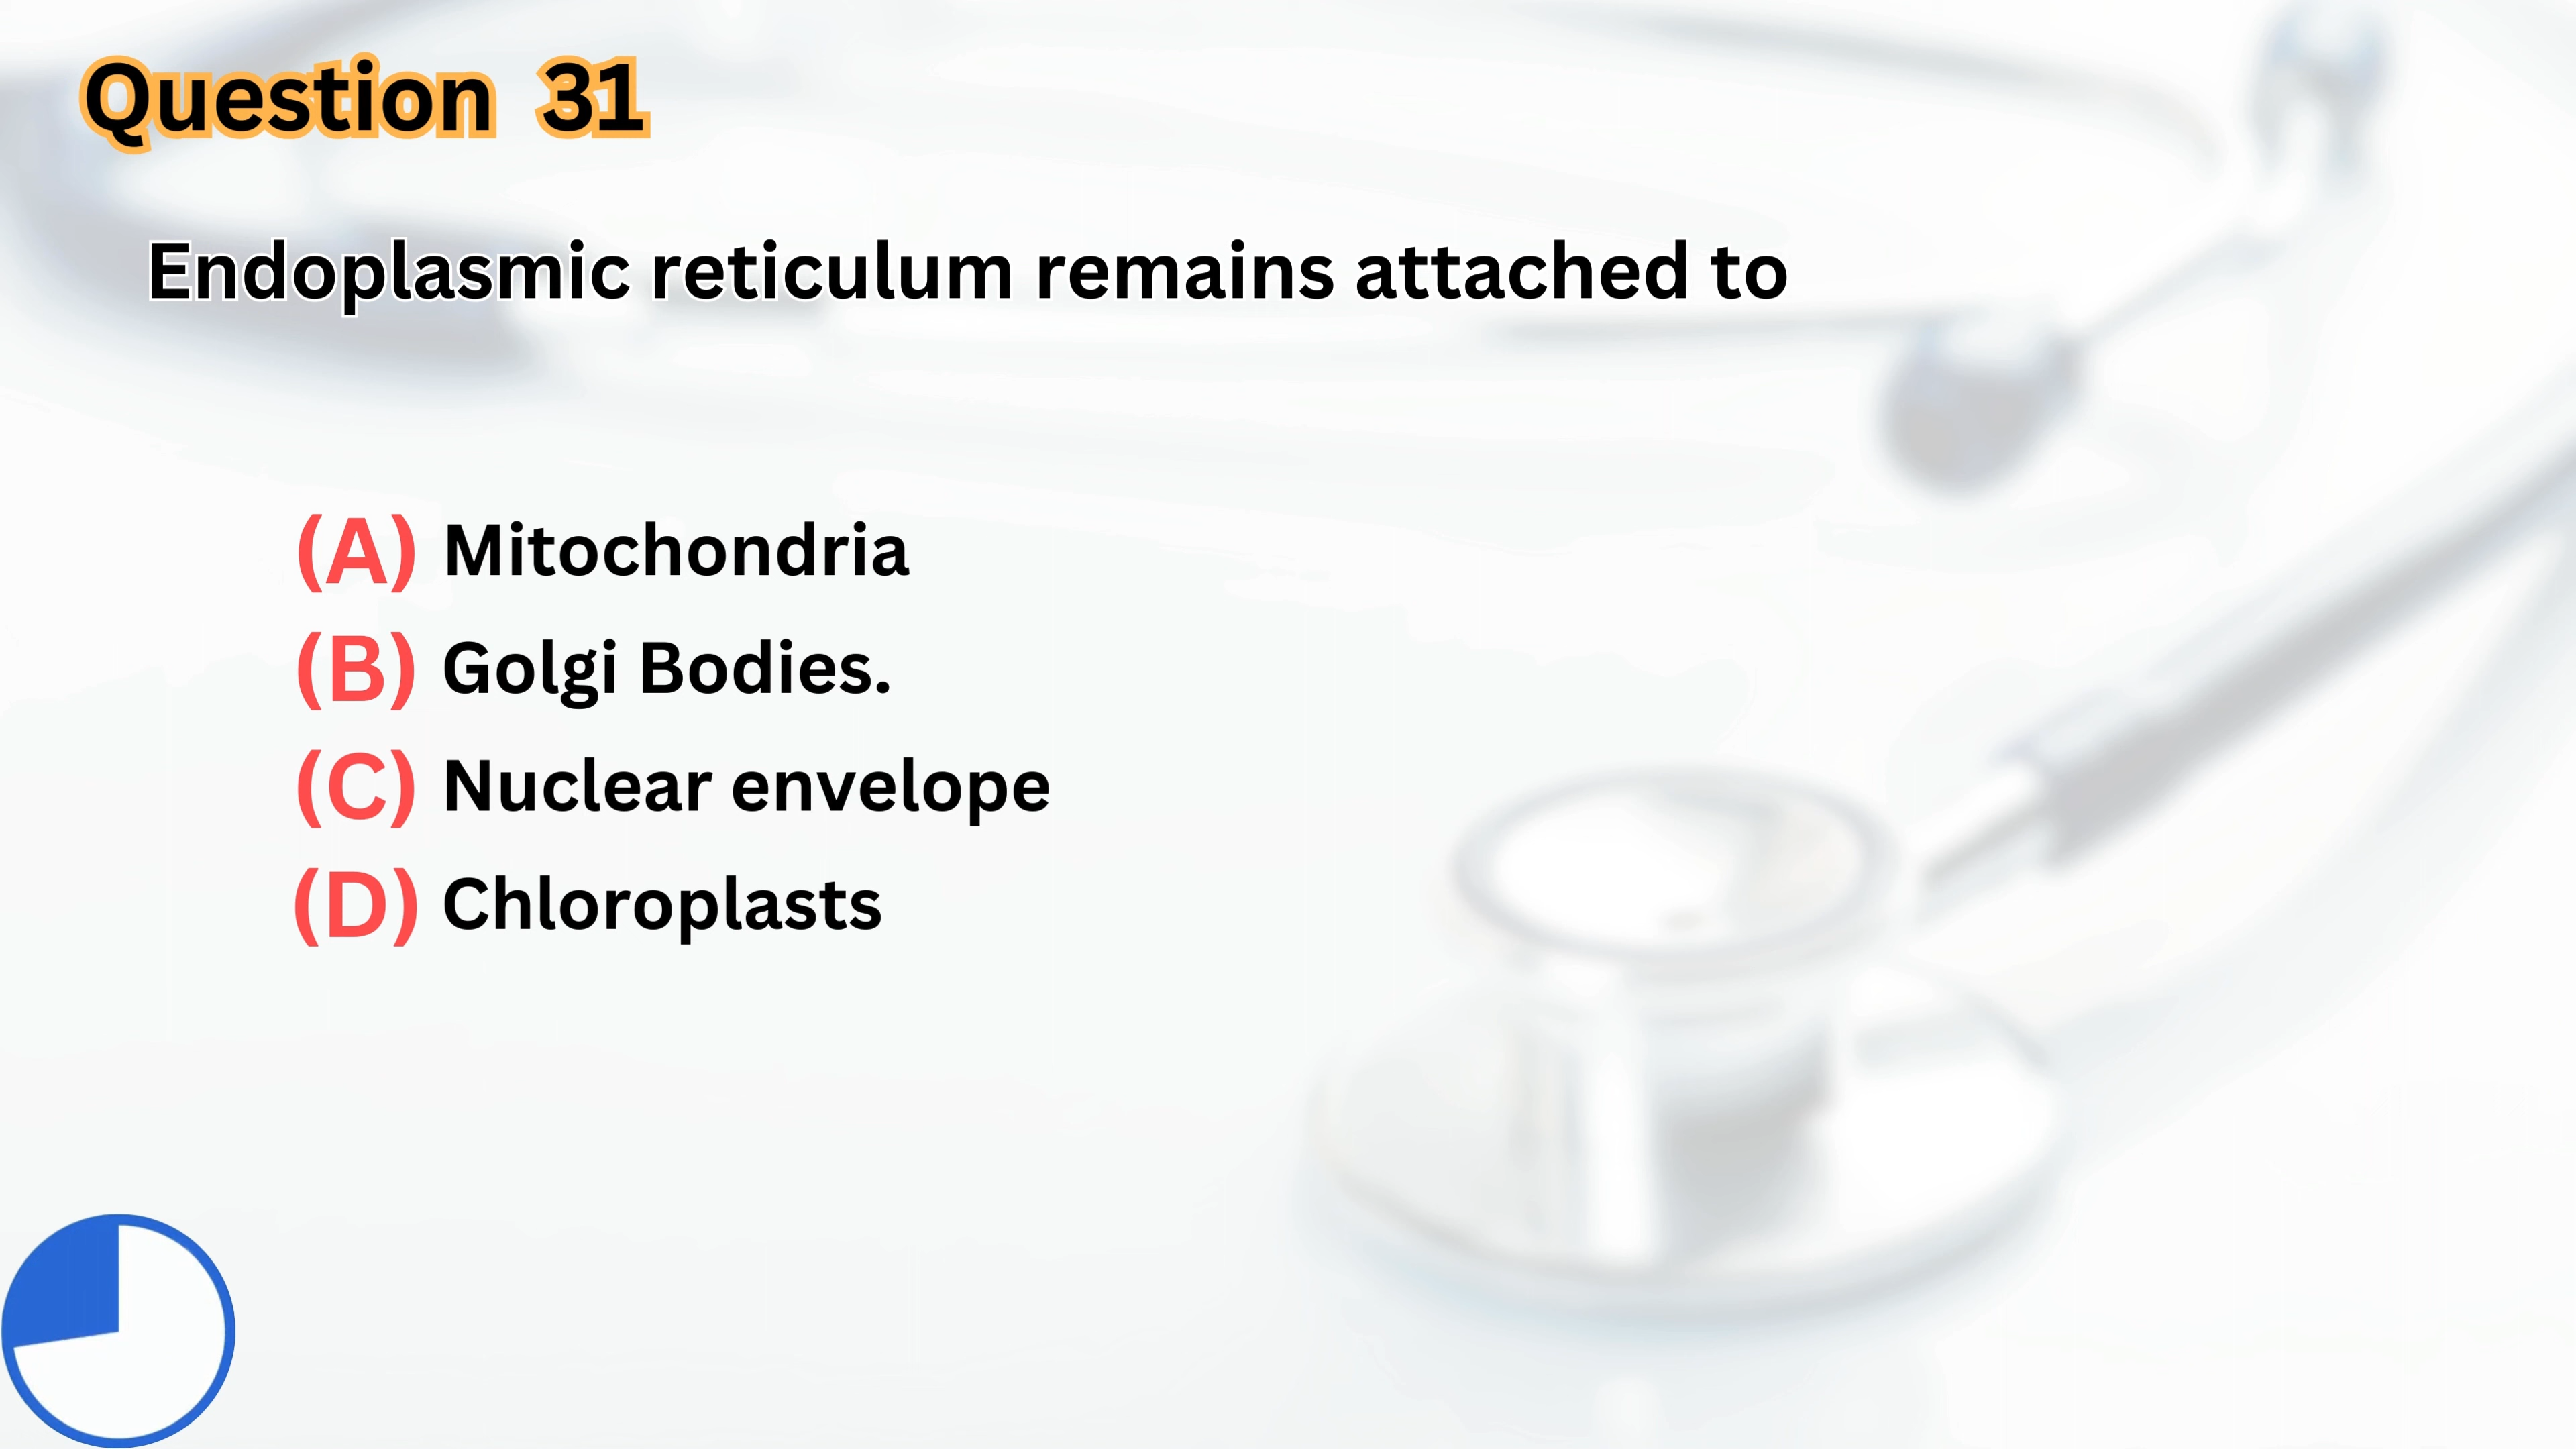 Question 31
Endoplasmic reticulum remains attached to
(A) Mitochondria
(B) Golgi Bodies.
(C) Nuclear envelope
(D) Chloroplasts